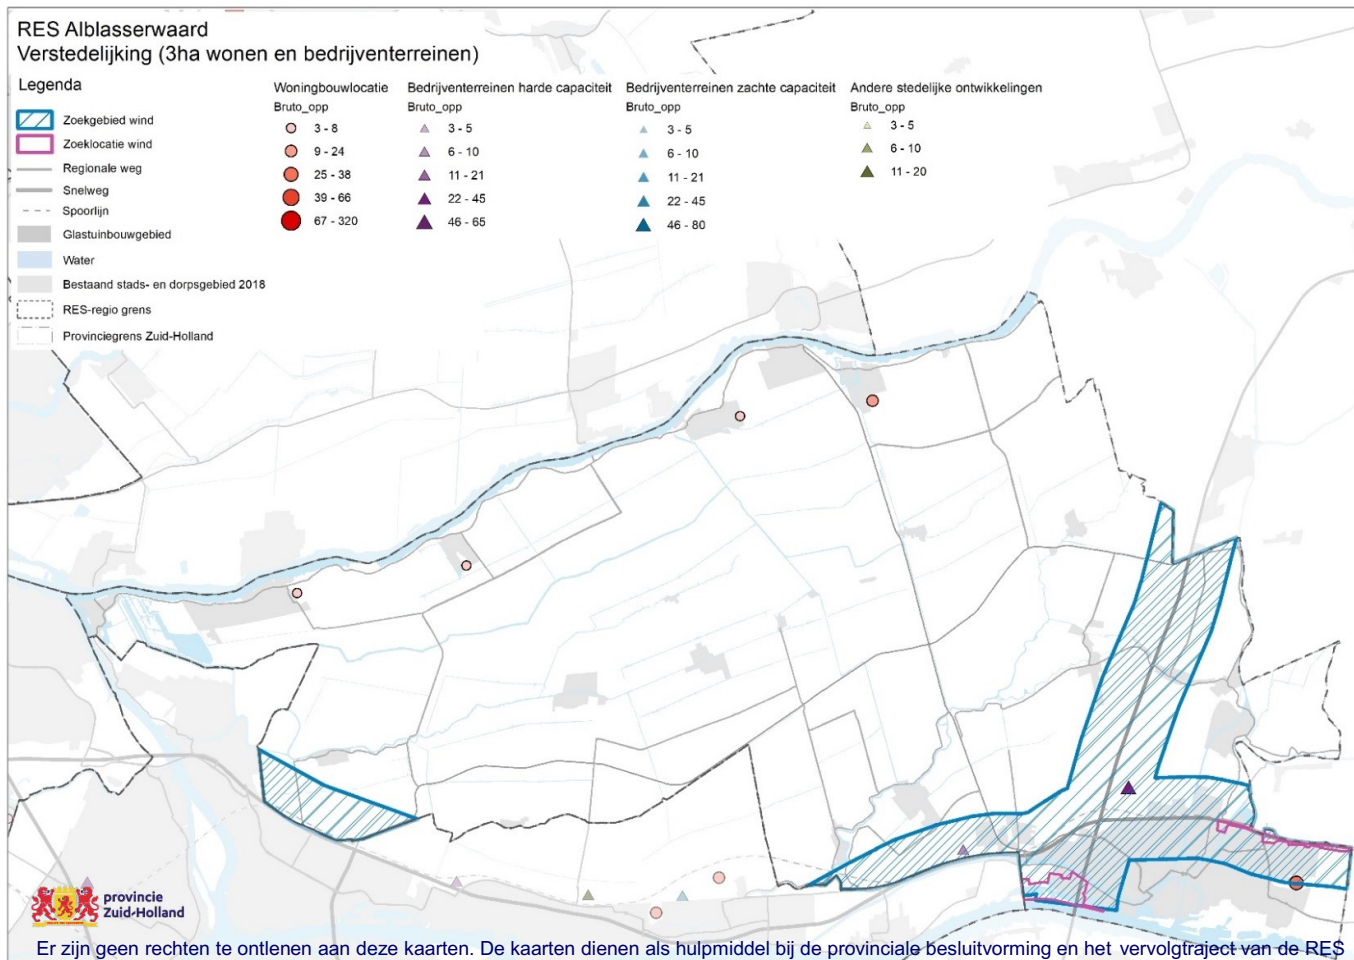 RES Alblasserwaard
Verstedelijking (3ha wonen en bedrijventerreinen)
Legenda
Zoekgebied wind
Zoeklocatie wind
Regionale weg
Snelweg
Spoorlijn
Glastuinbouwgebied
Water
Bestaand stads- en dorpsgebied 2018
RES-regio grens
Provinciegrens Zuid-Holland
Woningbouwlocatie
Bruto_opp
3 - 8
9 - 24
25 - 38
39 - 66
67 - 320
Bedrijventerreinen harde capaciteit
Bruto_opp
3 - 5
6 - 10
11 - 21
22 - 45
46 - 65
Bedrijventerreinen zachte capaciteit
Bruto_opp
3 - 5
6 - 10
11 - 21
22 - 45
46 - 80
Andere stedelijke ontwikkelingen
Bruto_opp
3 - 5
6 - 10
11 - 20
provincie
Zuid-Holland
Er zijn geen rechten te ontlenen aan deze kaarten. De kaarten dienen als hulpmiddel bij de provinciale besluitvorming en het vervolgtraject van de RES